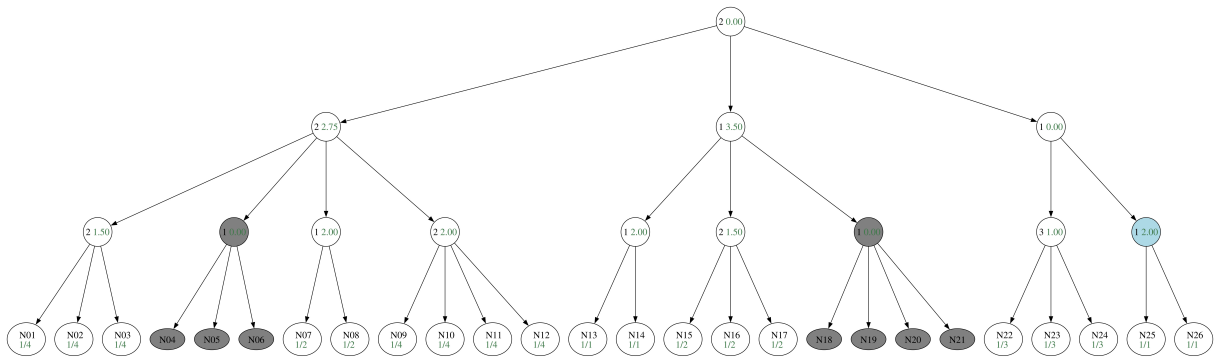 2 0.00
2 2.75
1 3.50
1 0.00
2 1.50
1 0.00
1 2.00
2 2.00
1 2.00
2 1.50
1 0.00
3 1.00
1 2.00
N01
1/4
N02
1/4
N03
1/4
N04
N05
N06
N07
1/2
N08
1/2
N09
1/4
N10
1/4
N11
1/4
N12
1/4
N13
1/1
N14
1/1
N15
1/2
N16
1/2
N17
1/2
N18
N19
N20
N21
N22
1/3
N23
1/3
N24
1/3
N25
1/1
N26
1/1